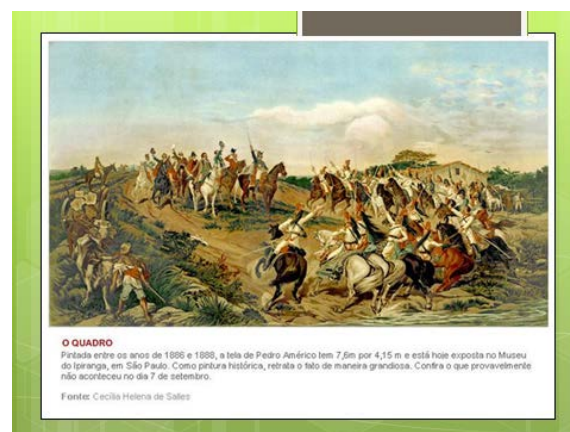 O QUADRO
Pintada entre os anos de 1886 e 1888, a tela de Pedro Américo tem 7,6m por 4,15 m e está hoje exposta no Museu
do Ipiranga, em São Paulo. Como pintura histórica, retrata o fato de maneira grandiosa. Confira o que provavelmente
não aconteceu no dia 7 de setembro.
Fonte: Cecília Helena de Salles